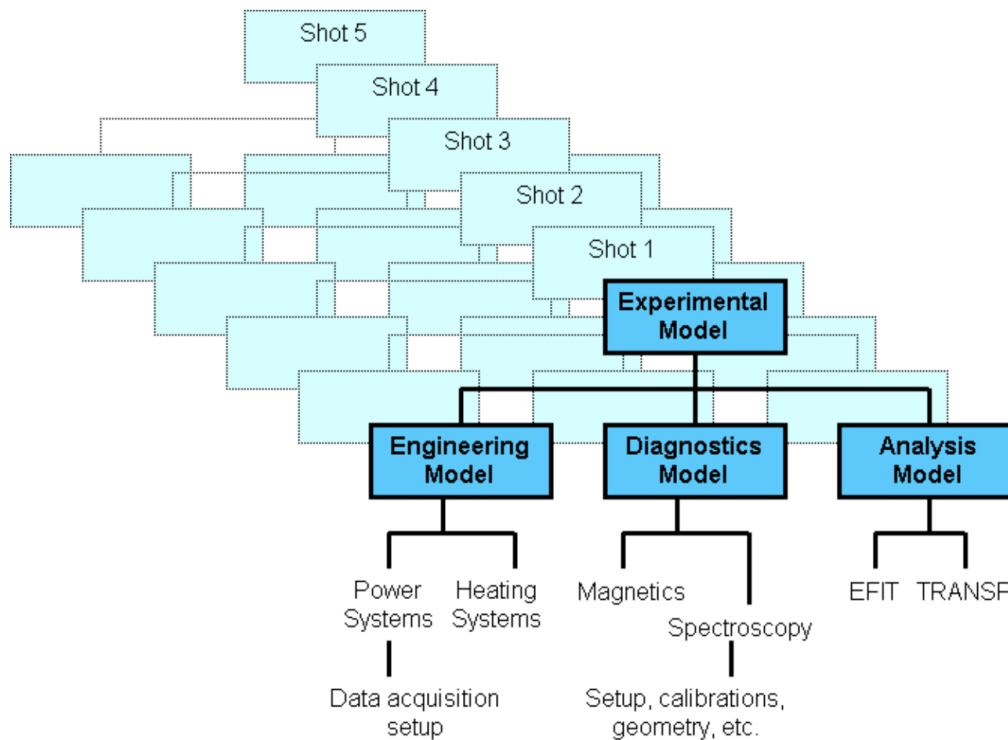 Shot 5
Shot 4
Shot 3
Shot 2
Shot 1
Experimental
Model
Engineering
Model
Diagnostics
Model
Analysis
Model
Power
Systems
Heating
Systems
Magnetics
Spectroscopy
EFIT
TRANSP
Data acquisition
setup
Setup, calibrations,
geometry, etc.